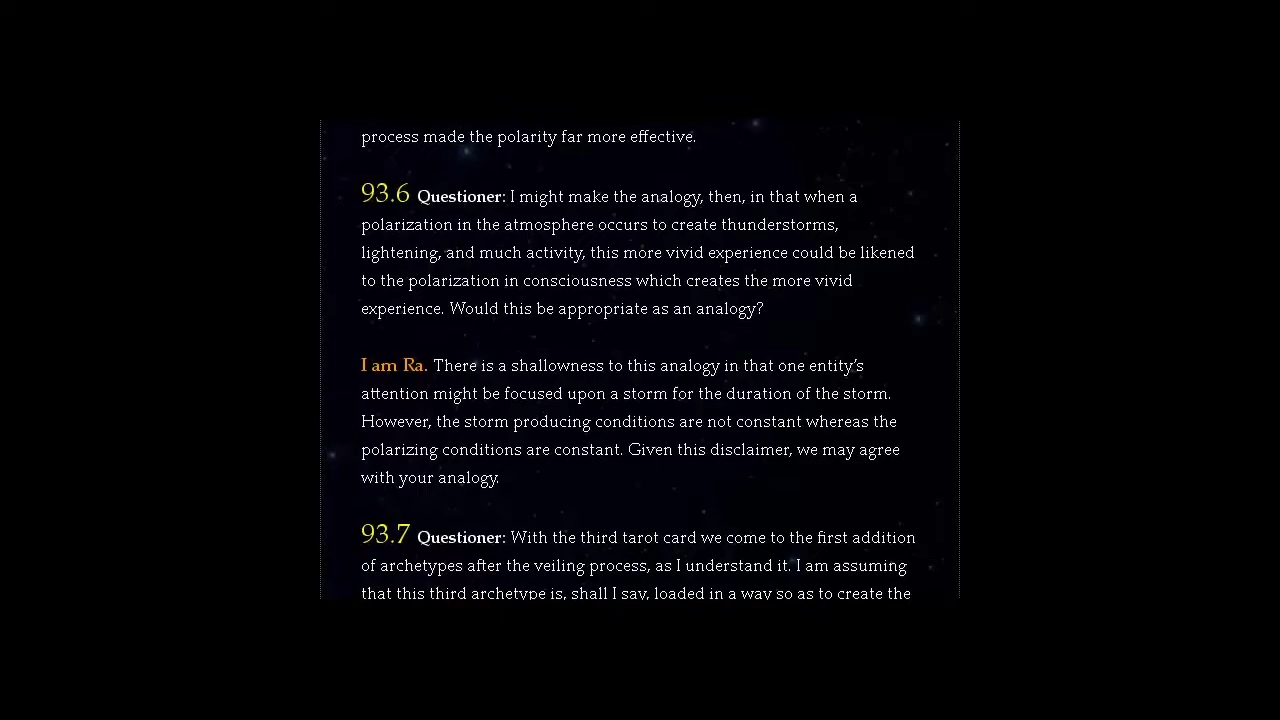 process made the polarity far more effective.
93.6 Questioner: I might make the analogy, then, in that when a
polarization in the atmosphere occurs to create thunderstorms,
lightening, and much activity, this more vivid experience could be likened
to the polarization in consciousness which creates the more vivid
experience. Would this be appropriate as an analogy?
I am Ra. There is a shallowness to this analogy in that one entity’s
attention might be focused upon a storm for the duration of the storm.
However, the storm producing conditions are not constant whereas the
polarizing conditions are constant. Given this disclaimer, we may agree
with your analogy.
93.7 Questioner: With the third tarot card we come to the first addition
of archetypes after the veiling process, as I understand it. I am assuming
that this third archetype is, shall I say, loaded in a way so as to create the